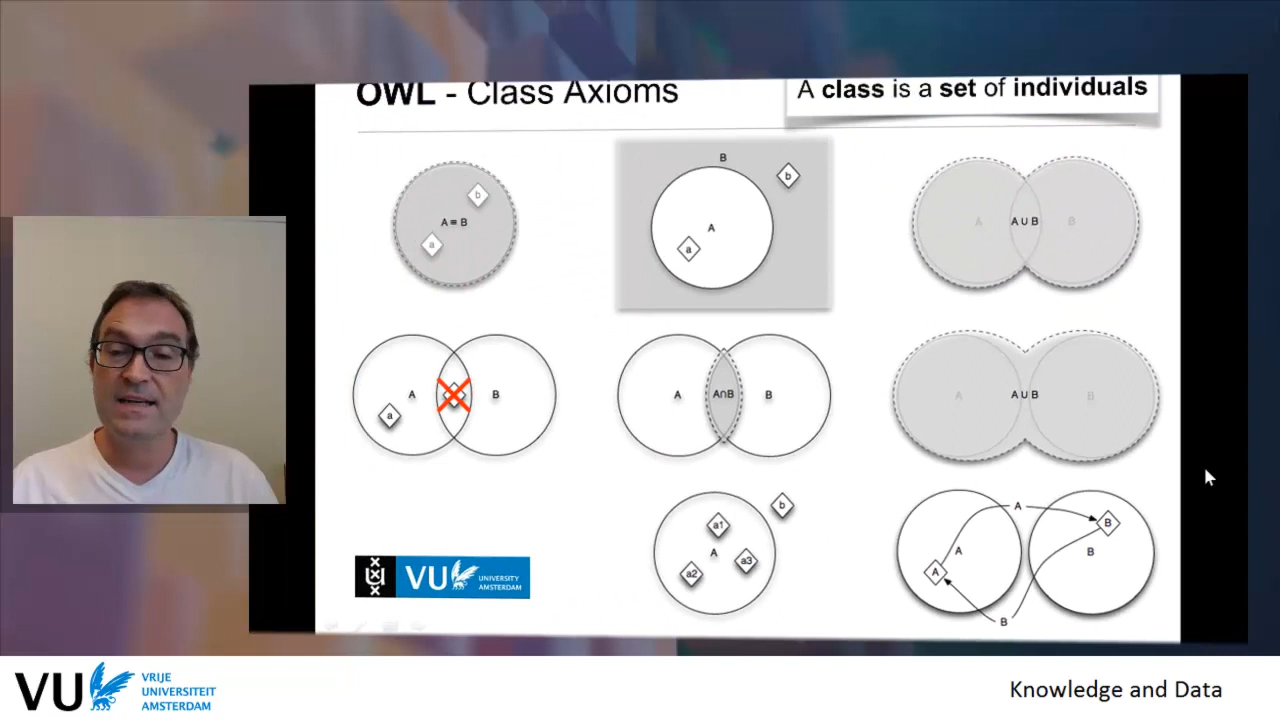 OWL - Class Axioms
A class is a set of individuals
b
A ≡ B
a
B
b
A
a
A
A ∪ B
B
A
B
a
A
A∩B
B
A
A ∪ B
B
a1
A
a2
a3
b
A
A
B
A
B
B
VU
UNIVERSITY
AMSTERDAM
VU
VRIJE
UNIVERSITEIT
AMSTERDAM
Knowledge and Data